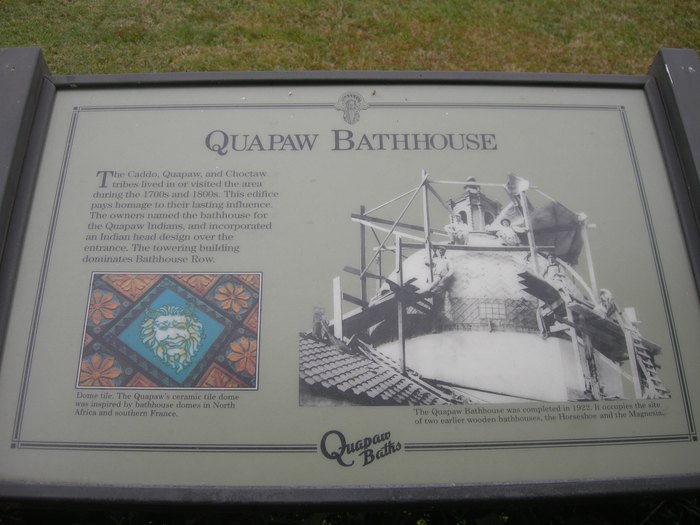 QUAPAW BATHHOUSE
The Caddo, Quapaw, and Choctaw
tribes lived in or visited the area
during the 1700s and 1800s. This edifice
pays homage to their lasting influence.
The owners named the bathhouse for
the Quapaw Indians, and incorporated
an Indian head design over the
entrance. The towering building
dominates Bathhouse Row.
Dome tile. The Quapaw's ceramic tile dome
was inspired by bathhouse domes in North
Africa and southern France.
The Quapaw Bathhouse was completed in 1922. It occupies the site
of two earlier wooden bathhouses, the Horseshoe and the Magnesia.
Quapaw
Baths